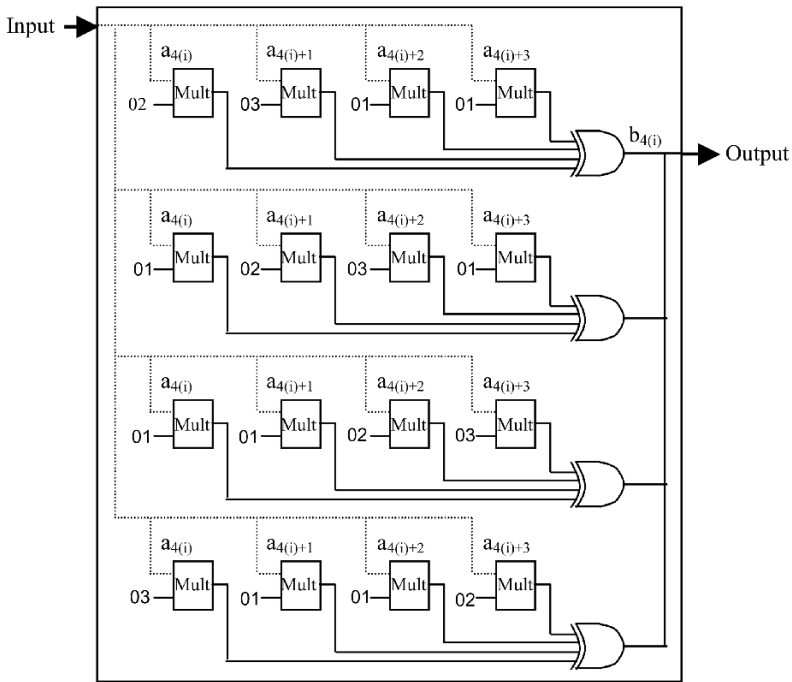 Input
a4(i) a4(i)+1 a4(i)+2 a4(i)+3
Mult Mult Mult Mult
02 03 01 01
b4(i)
Output
a4(i) a4(i)+1 a4(i)+2 a4(i)+3
Mult Mult Mult Mult
01 02 03 01
a4(i) a4(i)+1 a4(i)+2 a4(i)+3
Mult Mult Mult Mult
01 01 02 03
a4(i) a4(i)+1 a4(i)+2 a4(i)+3
Mult Mult Mult Mult
03 01 01 02